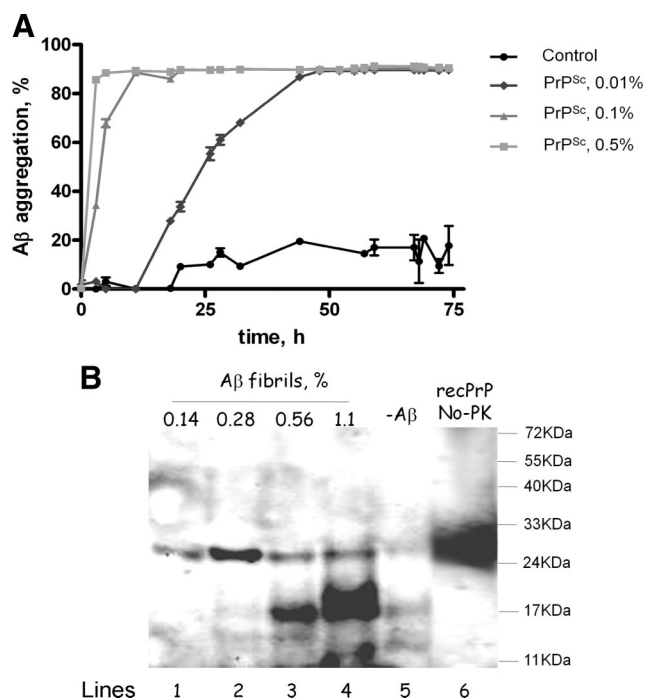 A
Aβ aggregation, %
100
80
60
40
20
0
0 25 50 75
time, h
Control
PrPSc, 0.01%
PrPSc, 0.1%
PrPSc, 0.5%
B
Aβ fibrils, %
0.14 0.28 0.56 1.1 -Aβ recPrP No-PK
72KDa
55KDa
40KDa
33KDa
24KDa
17KDa
11KDa
Lines 1 2 3 4 5 6